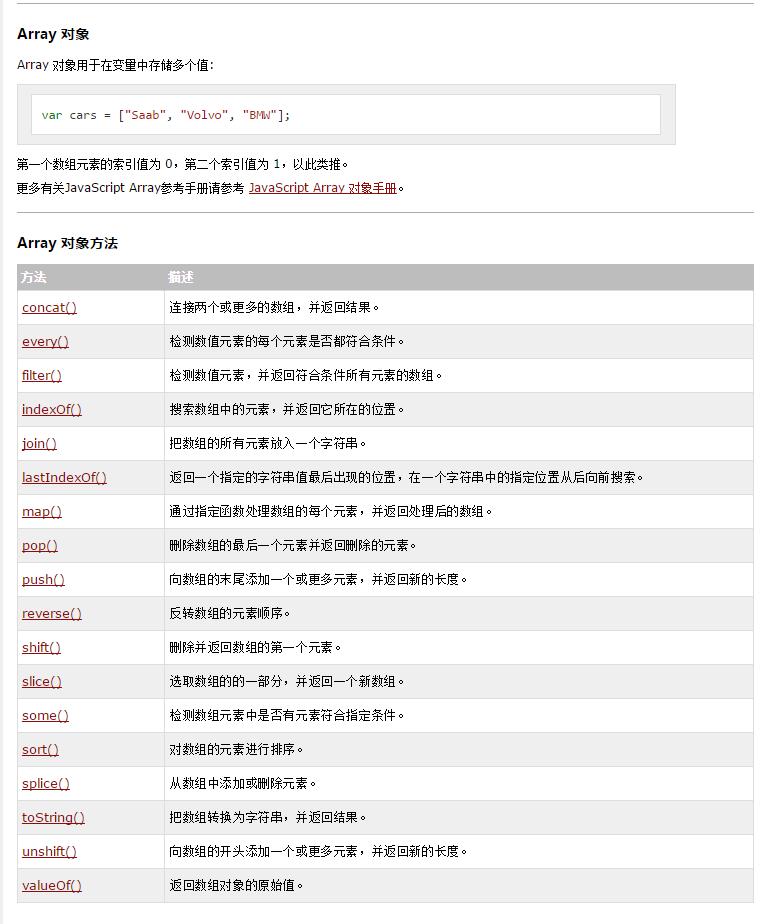 Array 对象
Array 对象用于在变量中存储多个值:
var cars = ["Saab", "Volvo", "BMW"];
第一个数组元素的索引值为 0，第二个索引值为 1，以此类推。
更多有关JavaScript Array参考手册请参考 JavaScript Array 对象手册。
Array 对象方法
方法 描述
concat() 连接两个或更多的数组，并返回结果。
every() 检测数值元素的每个元素是否都符合条件。
filter() 检测数值元素，并返回符合条件所有元素的数组。
indexOf() 搜索数组中的元素，并返回它所在的位置。
join() 把数组的所有元素放入一个字符串。
lastIndexOf() 返回一个指定的字符串值最后出现的位置，在一个字符串中的指定位置从后向前搜索。
map() 通过指定函数处理数组的每个元素，并返回处理后的数组。
pop() 删除数组的最后一个元素并返回删除的元素。
push() 向数组的末尾添加一个或更多元素，并返回新的长度。
reverse() 反转数组的元素顺序。
shift() 删除并返回数组的第一个元素。
slice() 选取数组的的一部分，并返回一个新数组。
some() 检测数组元素中是否有元素符合指定条件。
sort() 对数组的元素进行排序。
splice() 从数组中添加或删除元素。
toString() 把数组转换为字符串，并返回结果。
unshift() 向数组的开头添加一个或更多元素，并返回新的长度。
valueOf() 返回数组对象的原始值。